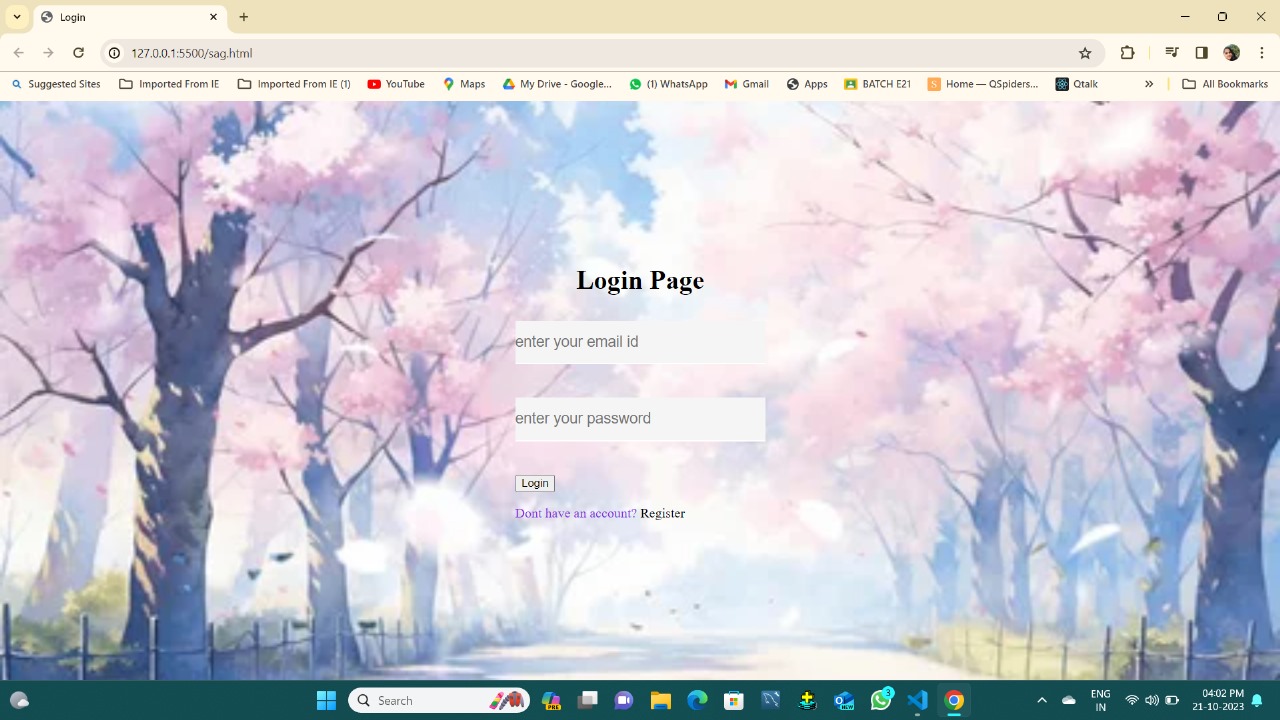 Login
127.0.0.1:5500/sag.html
Suggested Sites Imported From IE Imported From IE (1) YouTube Maps My Drive - Google... (1) WhatsApp Gmail Apps BATCH E21 Home — QSpiders... Qtalk » All Bookmarks
Login Page
enter your email id
enter your password
Login
Dont have an account? Register
Search
3
ENG
IN
04:02 PM
21-10-2023